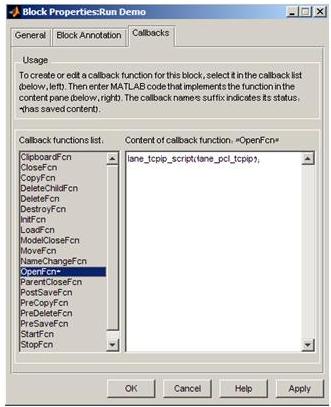 Block Properties:Run Demo
General
Block Annotation
Callbacks
Usage
To create or edit a callback function for this block, select it in the callback list
(below, left). Then enter MATLAB code that implements the function in the
content pane (below, right). The callback name's suffix indicates its status:
*(has saved content).
Callback functions list:
ClipboardFcn
CloseFcn
CopyFcn
DeleteChildFcn
DeleteFcn
DestroyFcn
InitFcn
LoadFcn
ModelCloseFcn
MoveFcn
NameChangeFcn
OpenFcn*
ParentCloseFcn
PostSaveFcn
PreCopyFcn
PreDeleteFcn
PreSaveFcn
StartFcn
StopFcn
Content of callback function: "OpenFcn"
lane_tcpip_script('lane_pcl_tcpip');
OK
Cancel
Help
Apply